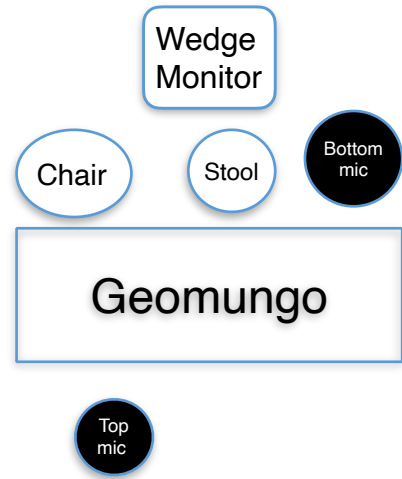 Wedge
Monitor
Chair
Stool
Bottom
mic
Geomungo
Top
mic